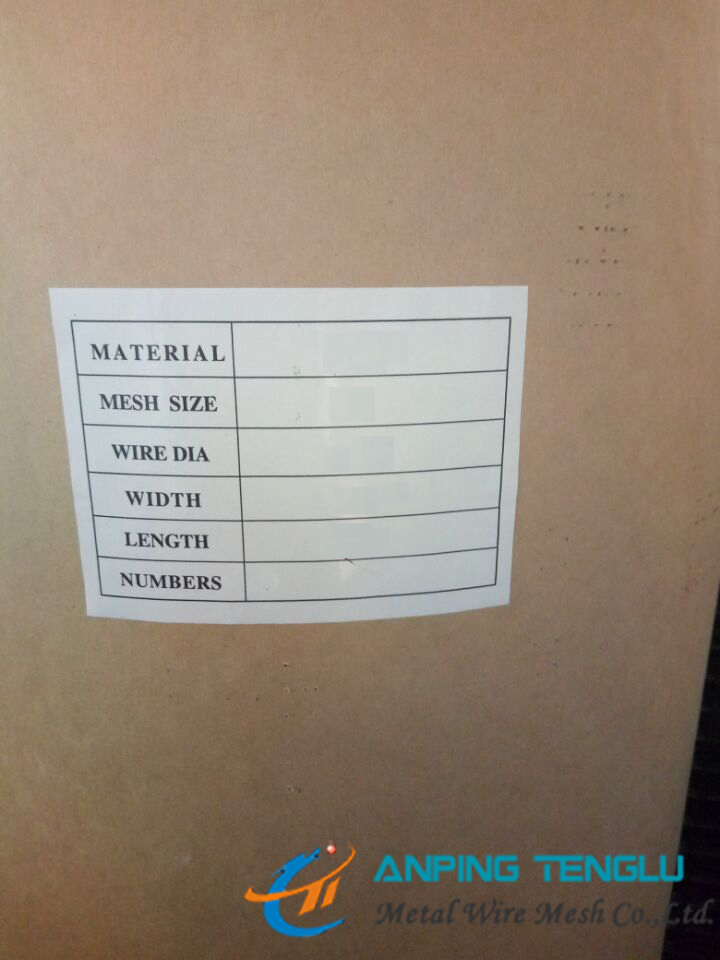 MATERIAL
MESH SIZE
WIRE DIA
WIDTH
LENGTH
NUMBERS
ANPING TENGLU
Metal Wire Mesh Co.,Ltd.